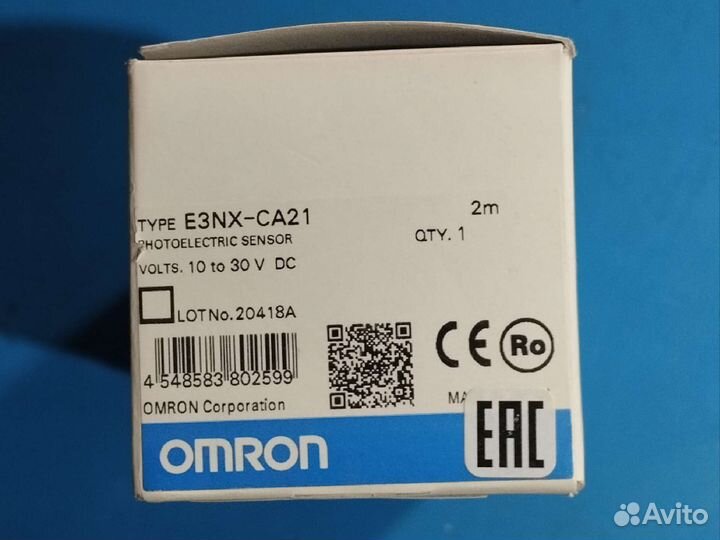 TYPE E3NX-CA21 2m
PHOTOELECTRIC SENSOR QTY. 1
VOLTS. 10 to 30 V DC
LOT No. 20418A
4 548583 802599
CE Ro
OMRON Corporation
EAC
OMRON
Avito